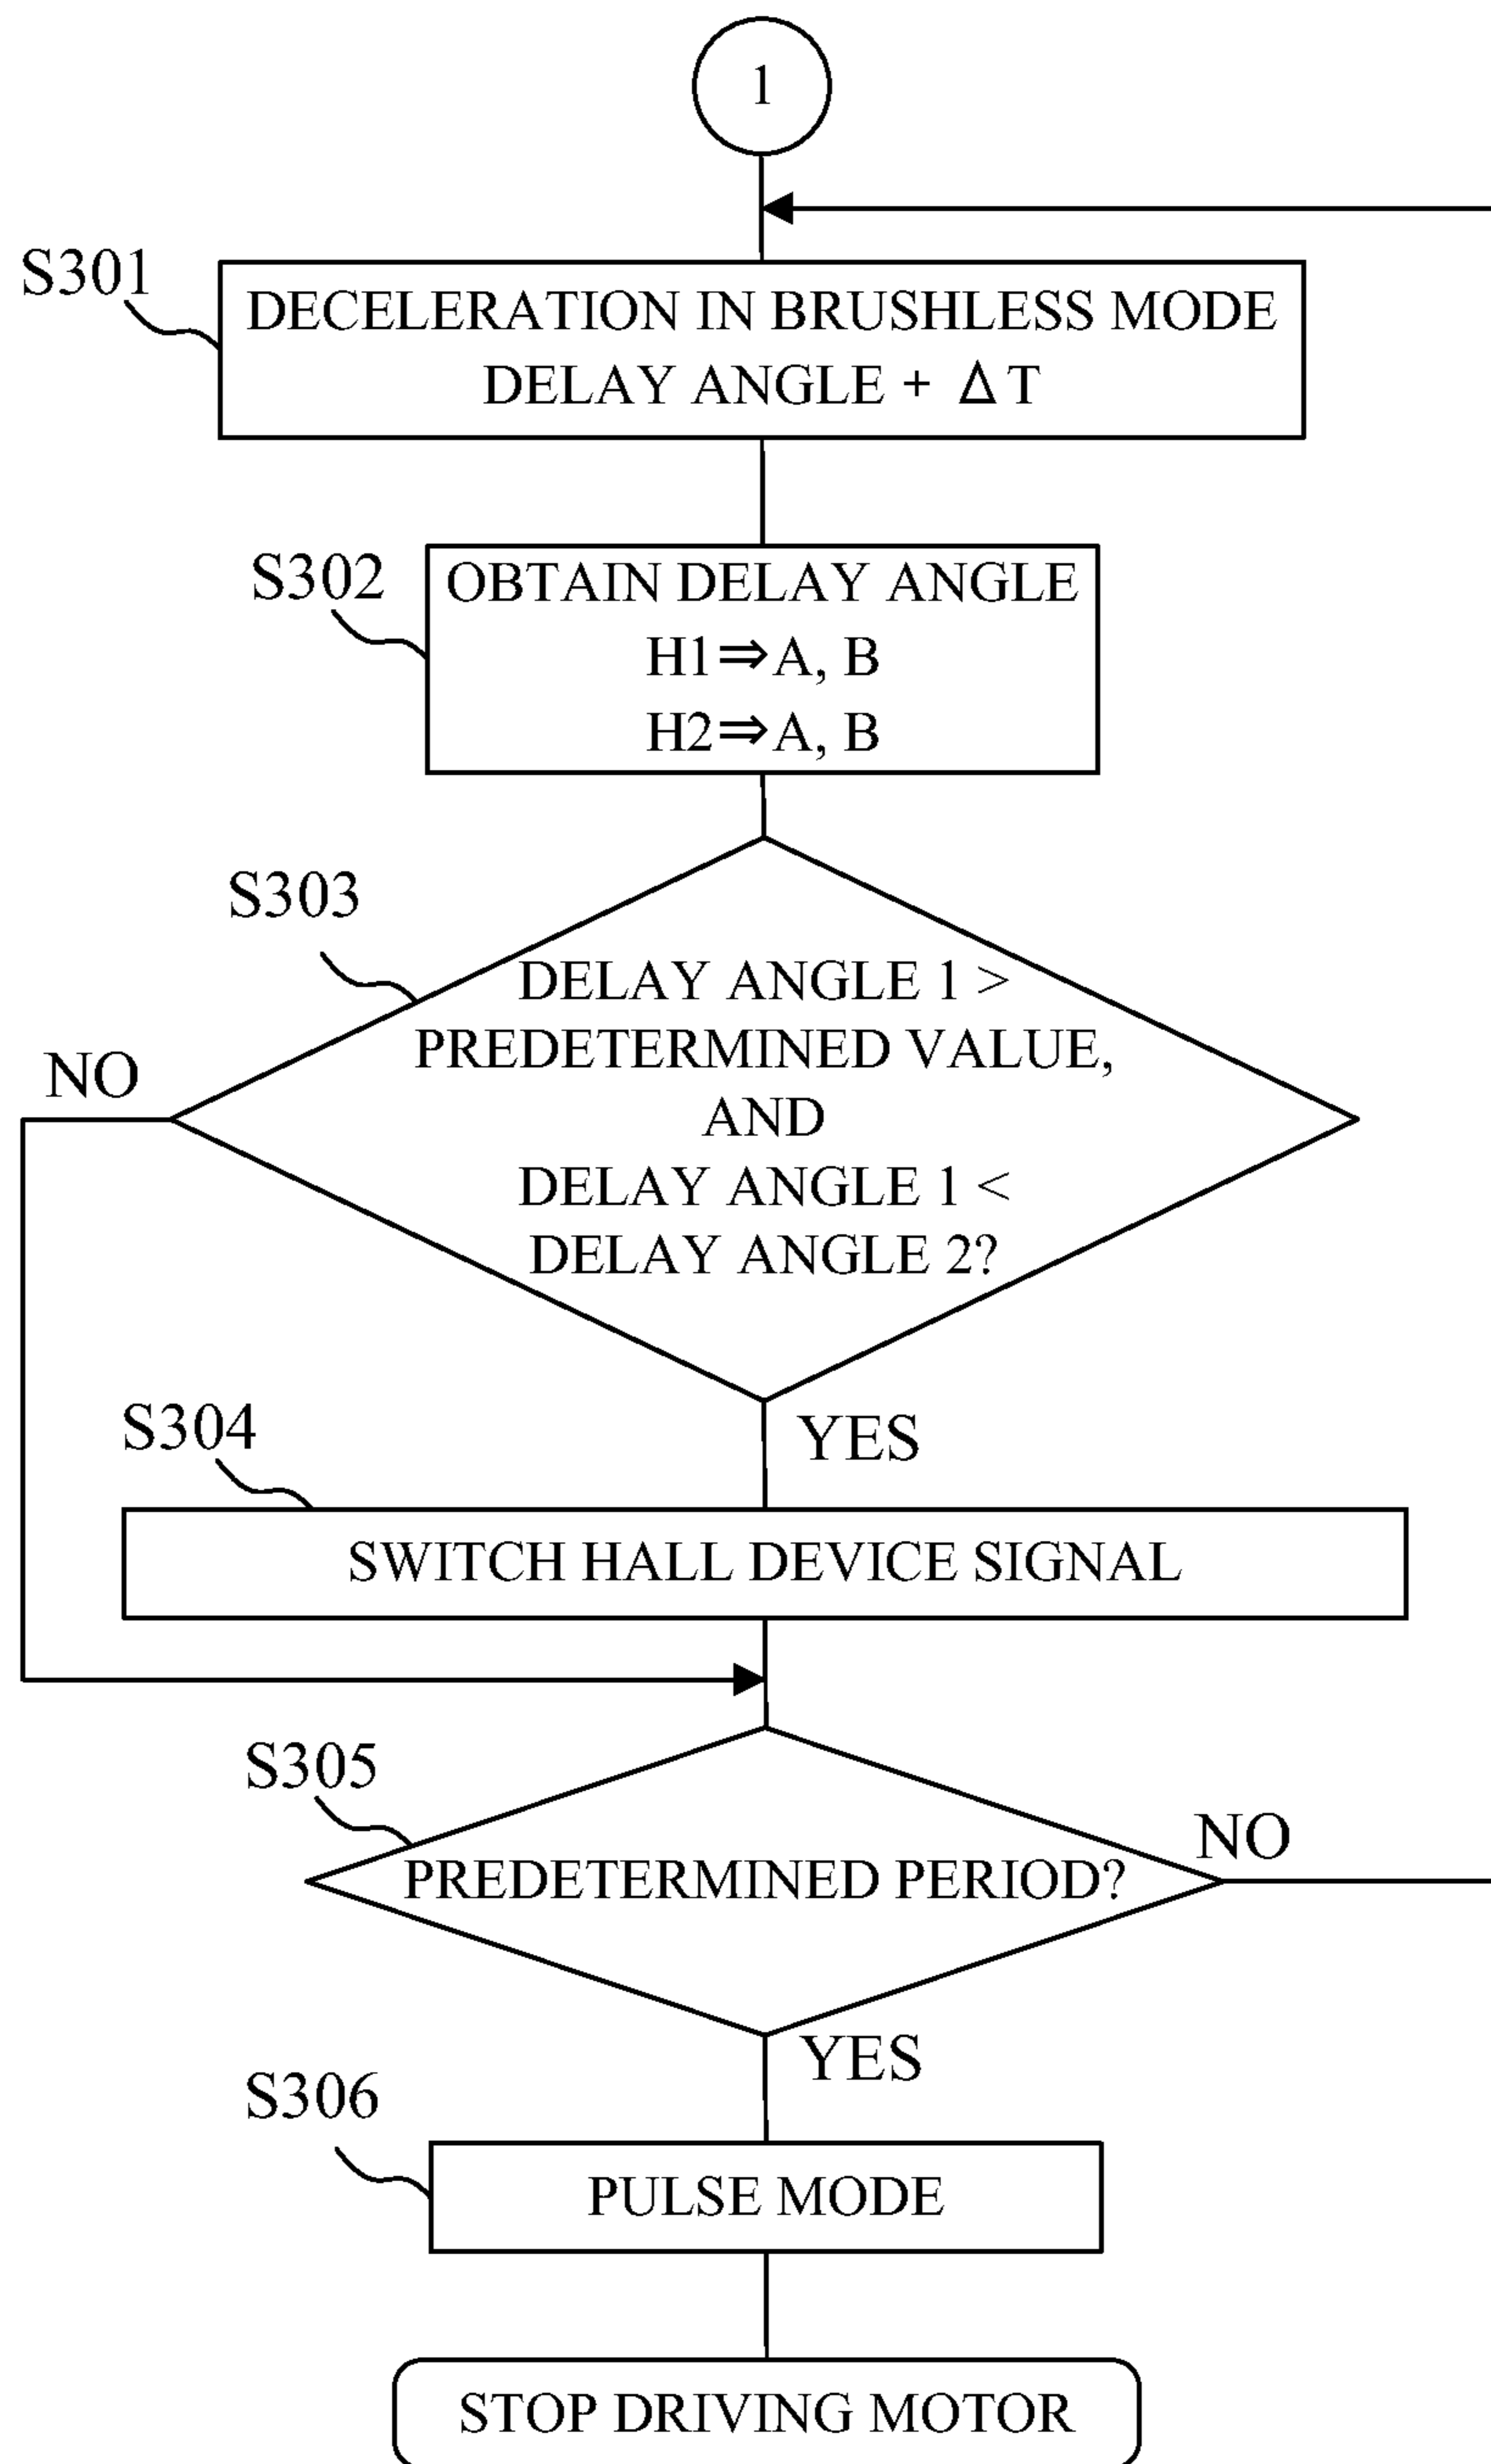 1
S301
DECELERATION IN BRUSHLESS MODE
DELAY ANGLE + Δ T
S302
OBTAIN DELAY ANGLE
H1⇒A, B
H2⇒A, B
S303
DELAY ANGLE 1 >
PREDETERMINED VALUE,
AND
DELAY ANGLE 1 <
DELAY ANGLE 2?
NO
YES
S304
SWITCH HALL DEVICE SIGNAL
S305
PREDETERMINED PERIOD?
NO
YES
S306
PULSE MODE
STOP DRIVING MOTOR